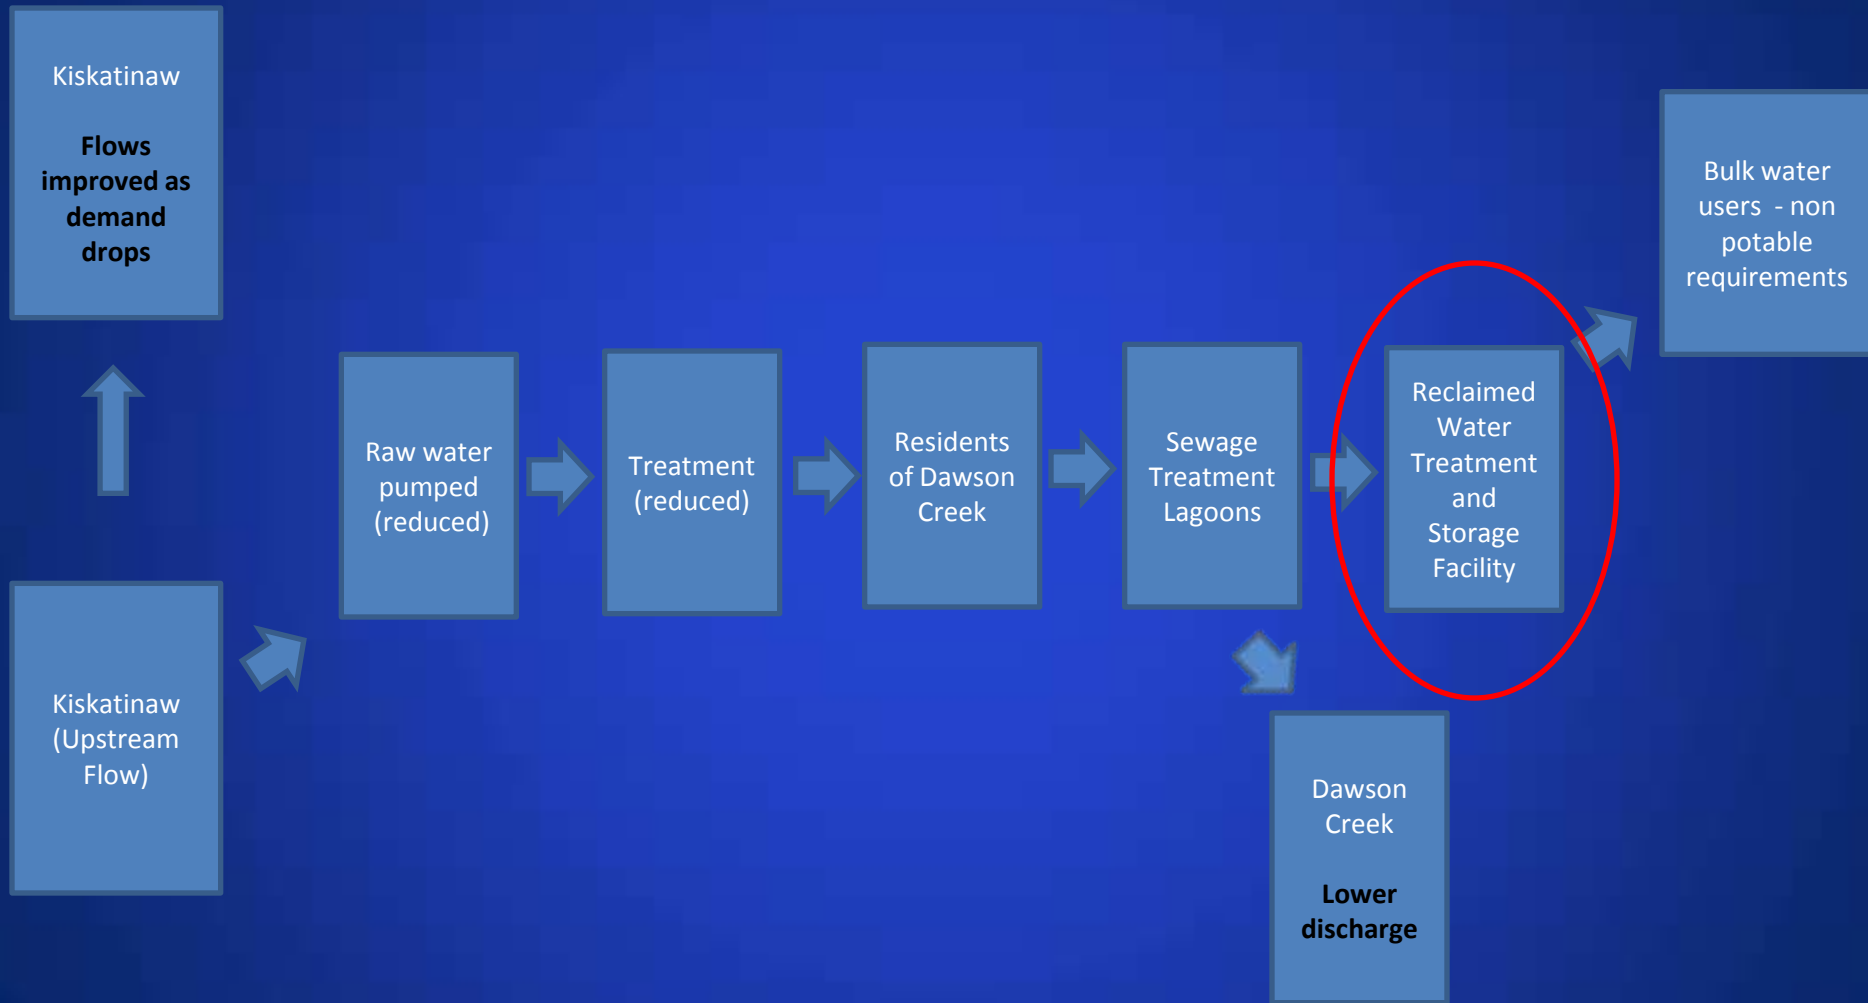 Kiskatinaw
Flows
improved as
demand
drops
Kiskatinaw
(Upstream
Flow)
Raw water
pumped
(reduced)
Treatment
(reduced)
Residents
of Dawson
Creek
Sewage
Treatment
Lagoons
Reclaimed
Water
Treatment
and
Storage
Facility
Bulk water
users - non
potable
requirements
Dawson
Creek
Lower
discharge